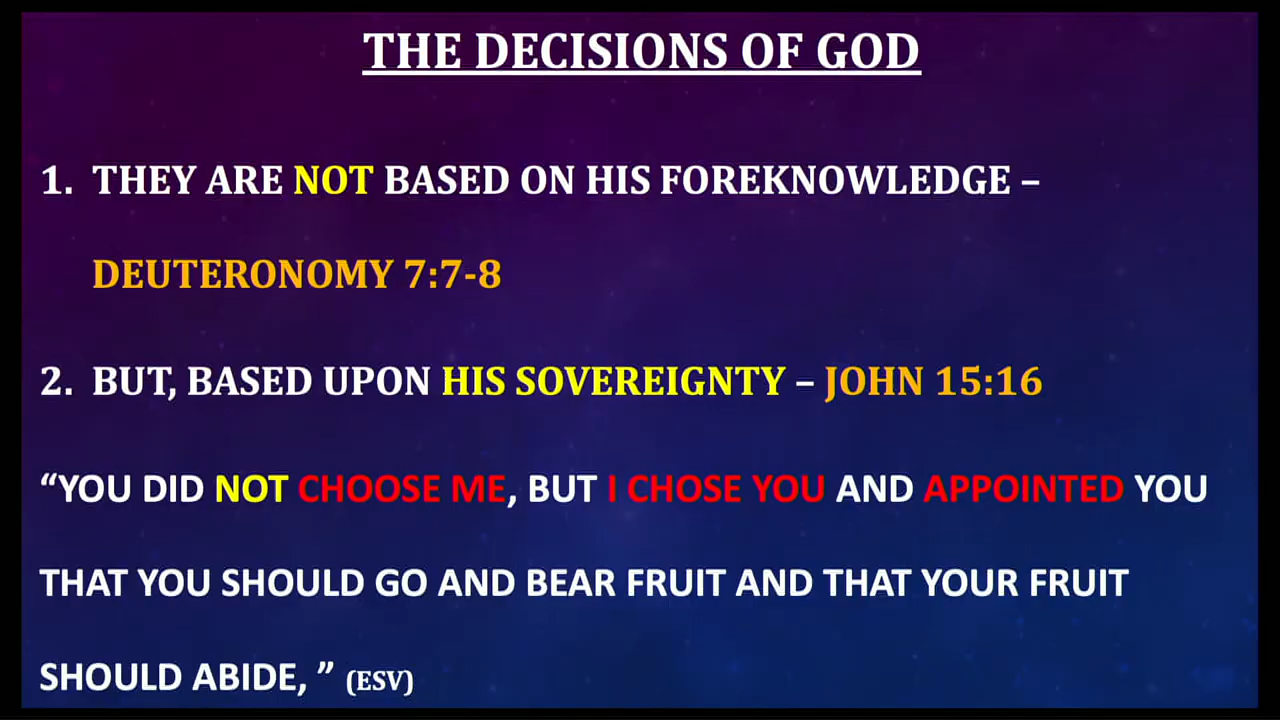 THE DECISIONS OF GOD
1. THEY ARE NOT BASED ON HIS FOREKNOWLEDGE –
DEUTERONOMY 7:7-8
2. BUT, BASED UPON HIS SOVEREIGNTY – JOHN 15:16
“YOU DID NOT CHOOSE ME, BUT I CHOSE YOU AND APPOINTED YOU
THAT YOU SHOULD GO AND BEAR FRUIT AND THAT YOUR FRUIT
SHOULD ABIDE, ” (ESV)